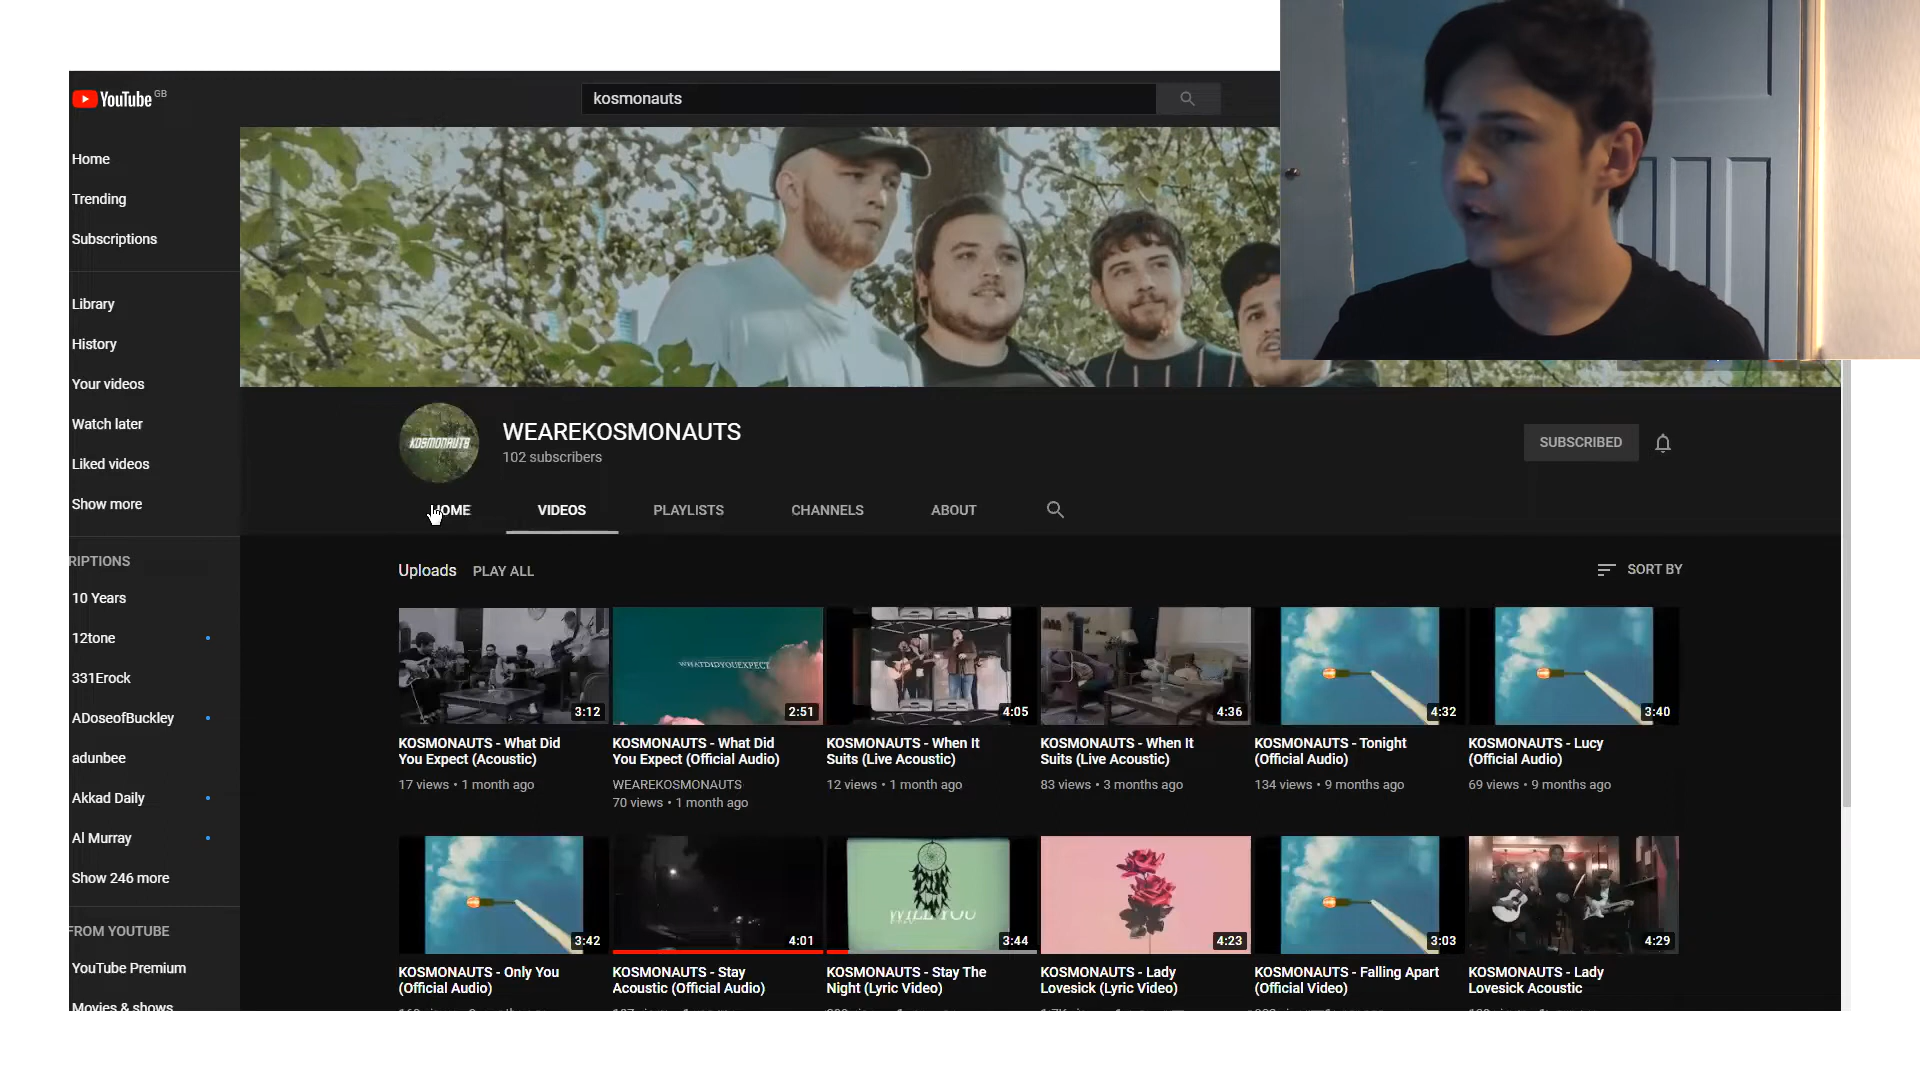 YouTube GB
kosmonauts
Home
Trending
Subscriptions
Library
History
Your videos
Watch later
Liked videos
Show more
RIPTIONS
10 Years
12tone
331Erock
ADoseofBuckley
adunbee
Akkad Daily
Al Murray
Show 246 more
FROM YOUTUBE
YouTube Premium
Movies & shows
KOSMONAUTS
WEAREKOSMONAUTS
102 subscribers
SUBSCRIBED
HOME
VIDEOS
PLAYLISTS
CHANNELS
ABOUT
Uploads PLAY ALL
SORT BY
3:12
KOSMONAUTS - What Did
You Expect (Acoustic)
17 views • 1 month ago
WHATDIDYOUEXPECT
2:51
KOSMONAUTS - What Did
You Expect (Official Audio)
WEAREKOSMONAUTS
70 views • 1 month ago
4:05
KOSMONAUTS - When It
Suits (Live Acoustic)
12 views • 1 month ago
4:36
KOSMONAUTS - When It
Suits (Live Acoustic)
83 views • 3 months ago
4:32
KOSMONAUTS - Tonight
(Official Audio)
134 views • 9 months ago
3:40
KOSMONAUTS - Lucy
(Official Audio)
69 views • 9 months ago
3:42
KOSMONAUTS - Only You
(Official Audio)
4:01
KOSMONAUTS - Stay
Acoustic (Official Audio)
WILL YOU
3:44
KOSMONAUTS - Stay The
Night (Lyric Video)
4:23
KOSMONAUTS - Lady
Lovesick (Lyric Video)
3:03
KOSMONAUTS - Falling Apart
(Official Video)
4:29
KOSMONAUTS - Lady
Lovesick Acoustic